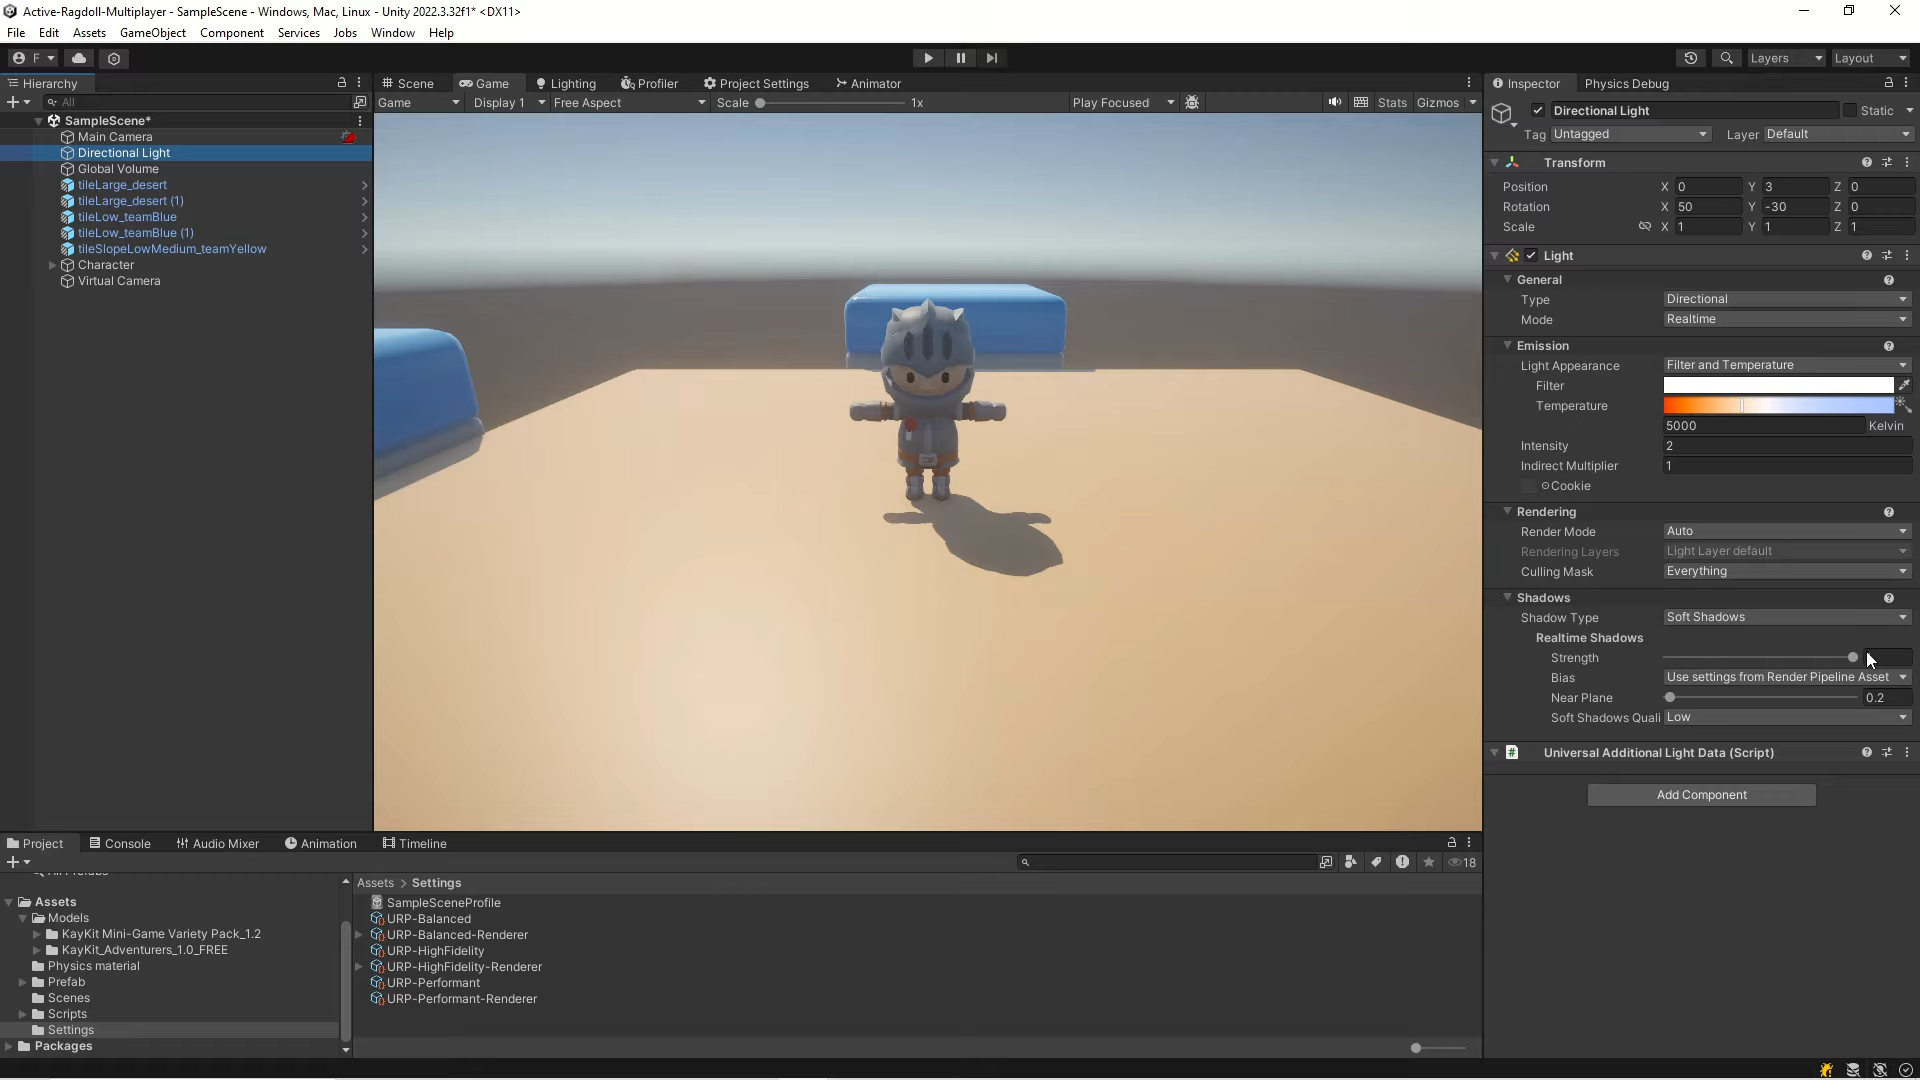 Active-Ragdoll-Multiplayer - SampleScene - Windows, Mac, Linux - Unity 2022.3.32f1* <DX11>
File Edit Assets GameObject Component Services Jobs Window Help
F Layers Layout
Hierarchy
All
SampleScene*
Main Camera
Directional Light
Global Volume
tileLarge_desert
tileLarge_desert (1)
tileLow_teamBlue
tileLow_teamBlue (1)
tileSlopeLowMedium_teamYellow
Character
Virtual Camera
Scene Game Lighting Profiler Project Settings Animator
Game Display 1 Free Aspect Scale 1x Play Focused Stats Gizmos
Inspector Physics Debug
Directional Light Static
Tag Untagged Layer Default
Transform
Position X 0 Y 3 Z 0
Rotation X 50 Y -30 Z 0
Scale X 1 Y 1 Z 1
Light
General
Type Directional
Mode Realtime
Emission
Light Appearance Filter and Temperature
Filter
Temperature
5000 Kelvin
Intensity 2
Indirect Multiplier 1
Cookie
Rendering
Render Mode Auto
Rendering Layers Light Layer default
Culling Mask Everything
Shadows
Shadow Type Soft Shadows
Realtime Shadows
Strength
Bias Use settings from Render Pipeline Asset
Near Plane 0.2
Soft Shadows Quali Low
Universal Additional Light Data (Script)
Add Component
Project Console Audio Mixer Animation Timeline
18
Assets
Models
KayKit Mini-Game Variety Pack_1.2
KayKit_Adventurers_1.0_FREE
Physics material
Prefab
Scenes
Scripts
Settings
Packages
Assets > Settings
SampleSceneProfile
URP-Balanced
URP-Balanced-Renderer
URP-HighFidelity
URP-HighFidelity-Renderer
URP-Performant
URP-Performant-Renderer